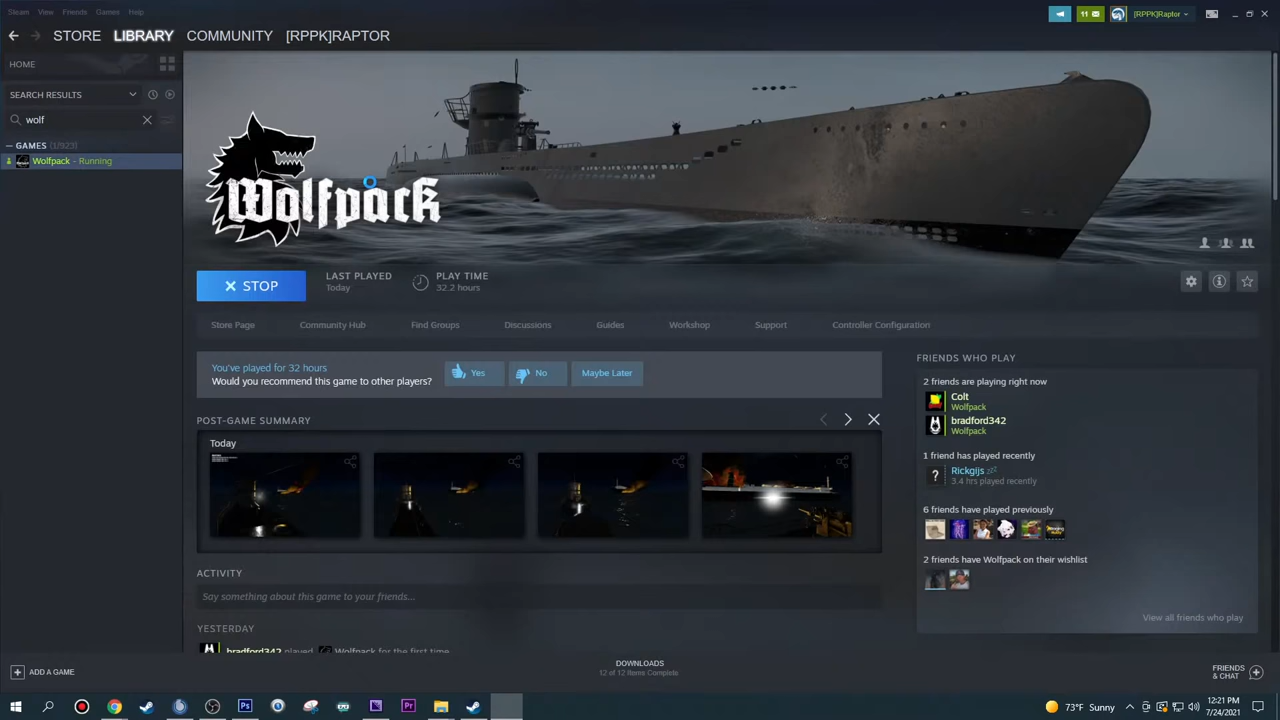 Steam View Friends Games Help
11
[RPPK]Raptor
STORE LIBRARY COMMUNITY [RPPK]RAPTOR
HOME
SEARCH RESULTS
wolf
— GAMES (1/923)
Wolfpack - Running
Wolfpack
STOP
LAST PLAYED
Today
PLAY TIME
32.2 hours
Store Page Community Hub Find Groups Discussions Guides Workshop Support Controller Configuration
You've played for 32 hours
Would you recommend this game to other players?
Yes No Maybe Later
POST-GAME SUMMARY
Today
ACTIVITY
Say something about this game to your friends...
YESTERDAY
bradford342 played Wolfpack for the first time
FRIENDS WHO PLAY
2 friends are playing right now
Colt
Wolfpack
bradford342
Wolfpack
1 friend has played recently
Rickgijs zz
3.4 hrs played recently
6 friends have played previously
2 friends have Wolfpack on their wishlist
View all friends who play
ADD A GAME
DOWNLOADS
12 of 12 Items Complete
FRIENDS
& CHAT
73°F Sunny
12:21 PM
7/24/2021